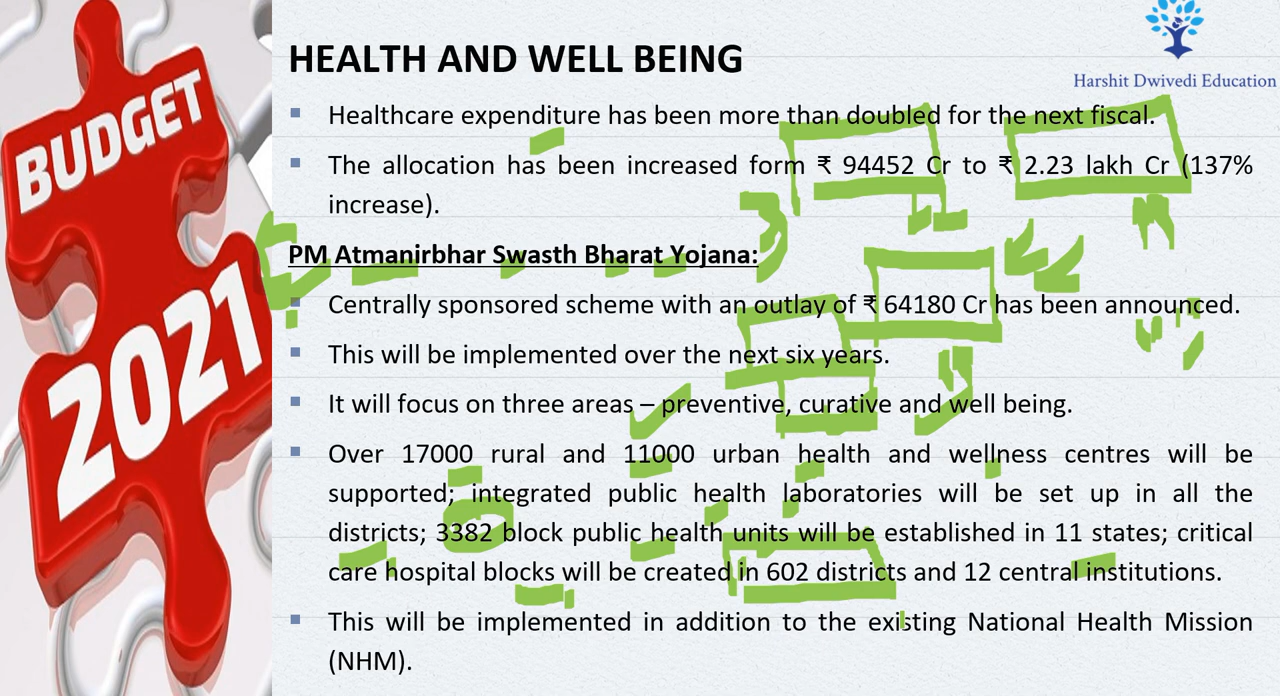 BUDGET
2021
Harshit Dwivedi Education
HEALTH AND WELL BEING
Healthcare expenditure has been more than doubled for the next fiscal.
The allocation has been increased form ₹ 94452 Cr to ₹ 2.23 lakh Cr (137%
increase).
PM Atmanirbhar Swasth Bharat Yojana:
Centrally sponsored scheme with an outlay of ₹ 64180 Cr has been announced.
This will be implemented over the next six years.
It will focus on three areas – preventive, curative and well being.
Over 17000 rural and 11000 urban health and wellness centres will be
supported; integrated public health laboratories will be set up in all the
districts; 3382 block public health units will be established in 11 states; critical
care hospital blocks will be created in 602 districts and 12 central institutions.
This will be implemented in addition to the existing National Health Mission
(NHM).